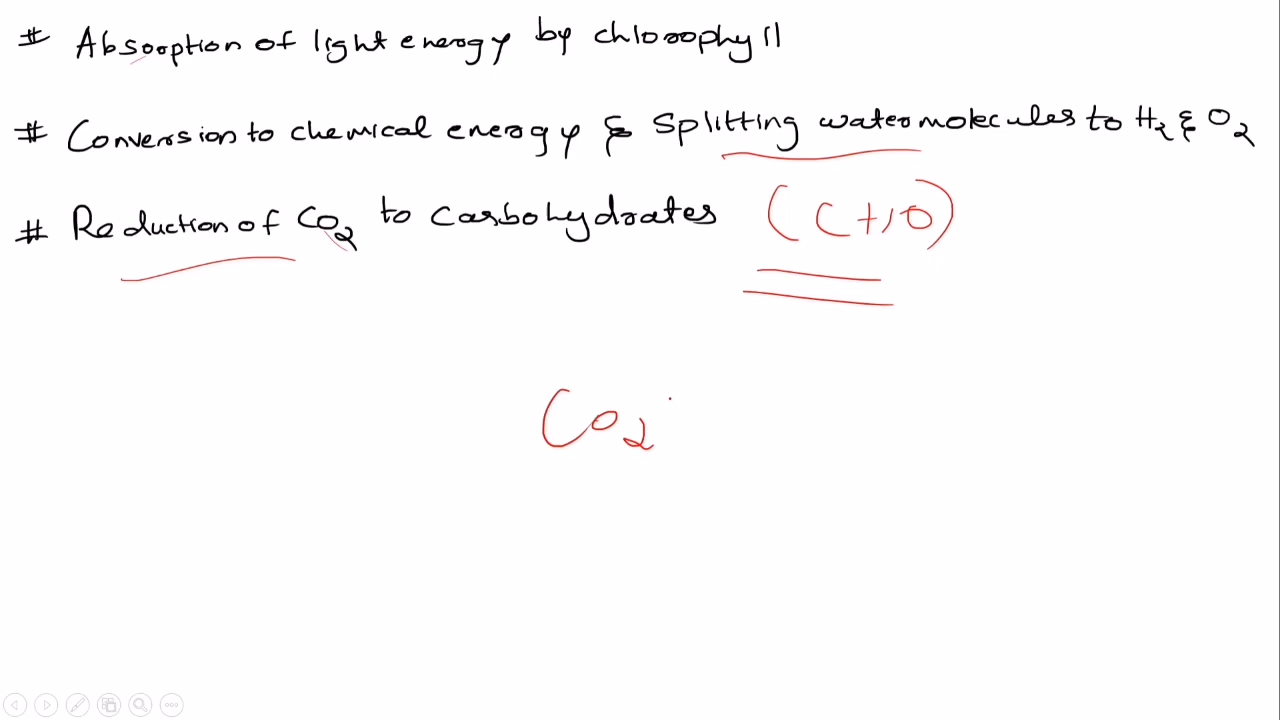 # Absorption of light energy by chlorophyll
# Conversion to chemical energy & splitting water molecules to H₂ & O₂
# Reduction of CO₂ to carbohydrates (CHO)
CO₂